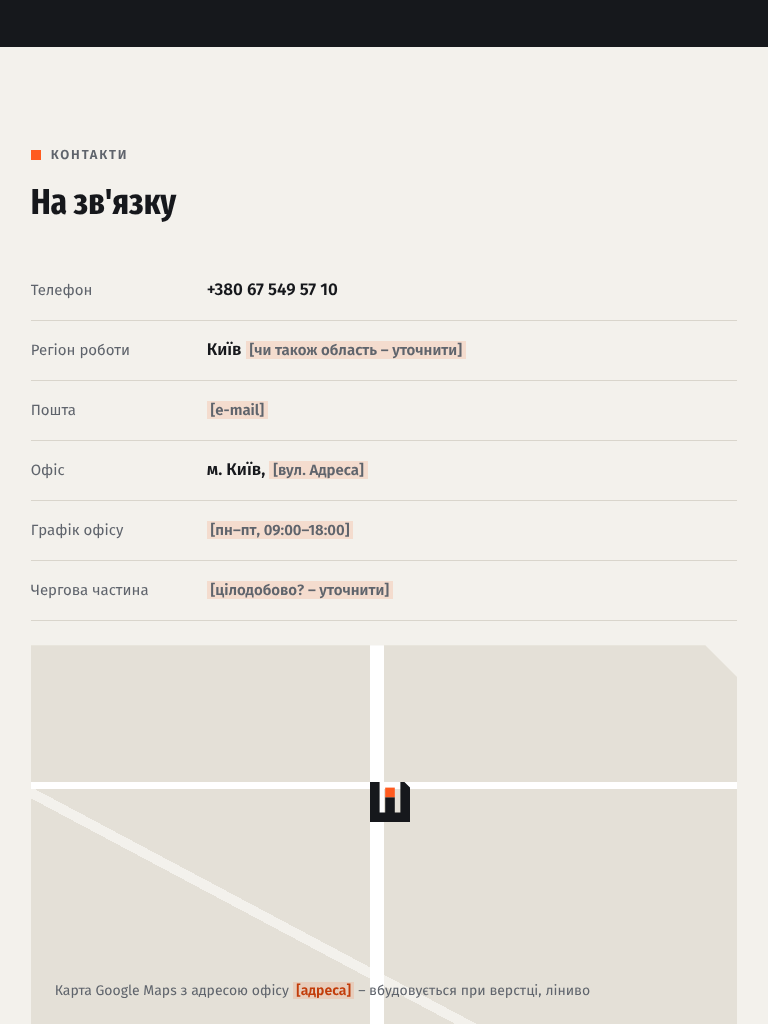 КОНТАКТИ
На зв'язку
Телефон +380 67 549 57 10
Регіон роботи Київ [чи також область – уточнити]
Пошта [e-mail]
Офіс м. Київ, [вул. Адреса]
Графік офісу [пн–пт, 09:00–18:00]
Чергова частина [цілодобово? – уточнити]
Карта Google Maps з адресою офісу [адреса] – вбудовується при верстці, ліниво